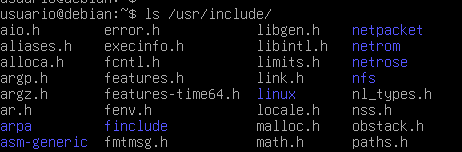 usuario@debian:~$
usuario@debian:~$ ls /usr/include/
aio.h error.h libgen.h netpacket
aliases.h execinfo.h libintl.h netrom
alloca.h fcntl.h limits.h netrose
argp.h features.h link.h nfs
argz.h features-time64.h linux nl_types.h
ar.h fenv.h locale.h nss.h
arpa finclude malloc.h obstack.h
asm-generic fmtmsg.h math.h paths.h